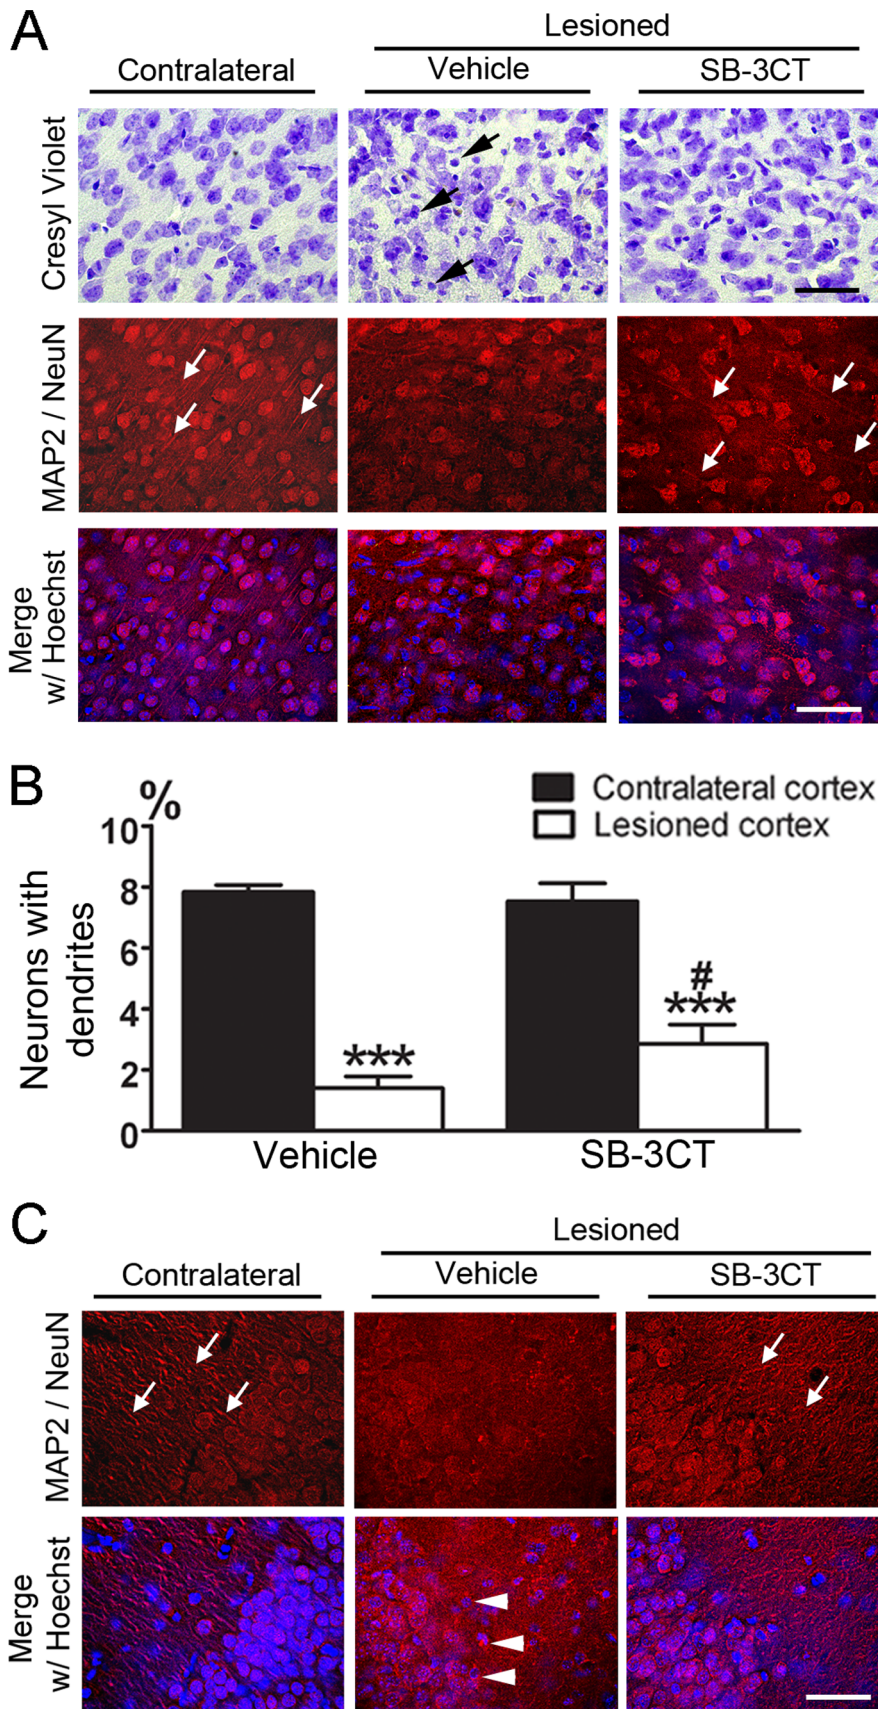 A
Lesioned
Contralateral
Vehicle
SB-3CT
Cresyl Violet
MAP2 / NeuN
Merge
w/ Hoechst
B
%
Contralateral cortex
Lesioned cortex
Neurons with
dendrites
10
8
6
4
2
0
***
#
***
Vehicle
SB-3CT
C
Lesioned
Contralateral
Vehicle
SB-3CT
MAP2 / NeuN
Merge
w/ Hoechst